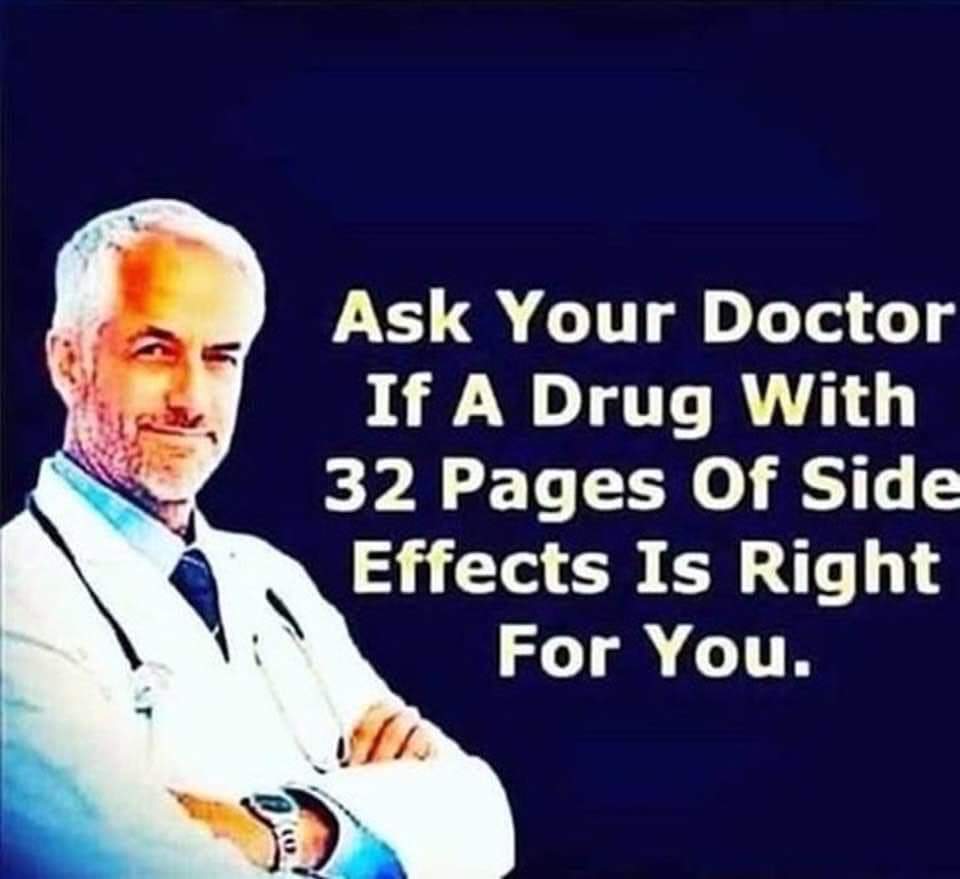 Ask Your Doctor
If A Drug With
32 Pages Of Side
Effects Is Right
For You.